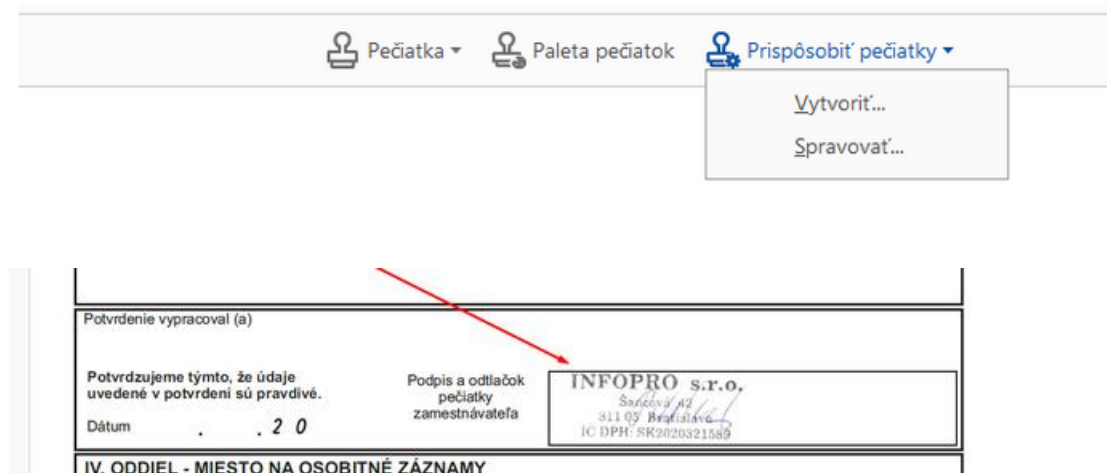 Pečiatka
Paleta pečiatok
Prispôsobiť pečiatky
Vytvoriť...
Spravovať...
Potvrdenie vypracoval (a)
Potvrdzujeme týmto, že údaje
uvedené v potvrdení sú pravdivé.
Dátum . . 2 0
Podpis a odtlačok
pečiatky
zamestnávateľa
INFOPRO s.r.o.
Šancová 42
811 05 Bratislava
IČ DPH: SK2020321589
IV. ODDIEL - MIESTO NA OSOBITNÉ ZÁZNAMY